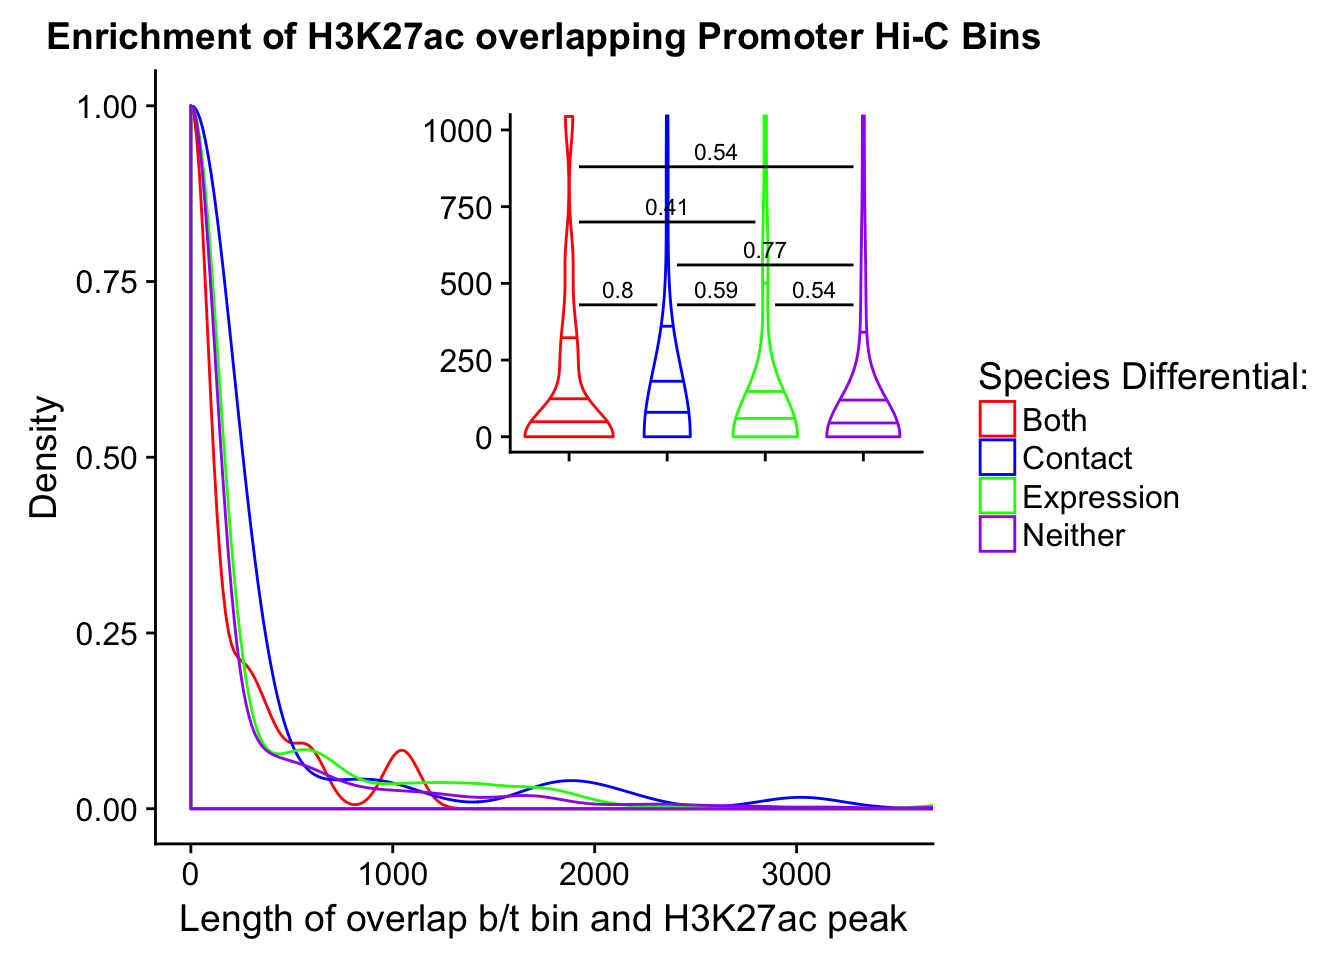 Enrichment of H3K27ac overlapping Promoter Hi-C Bins
1.00
0.75
0.50
0.25
0.00
Density
0
1000
2000
3000
Length of overlap b/t bin and H3K27ac peak
1000
750
500
250
0
0.54
0.41
0.77
0.8
0.59
0.54
Species Differential:
Both
Contact
Expression
Neither